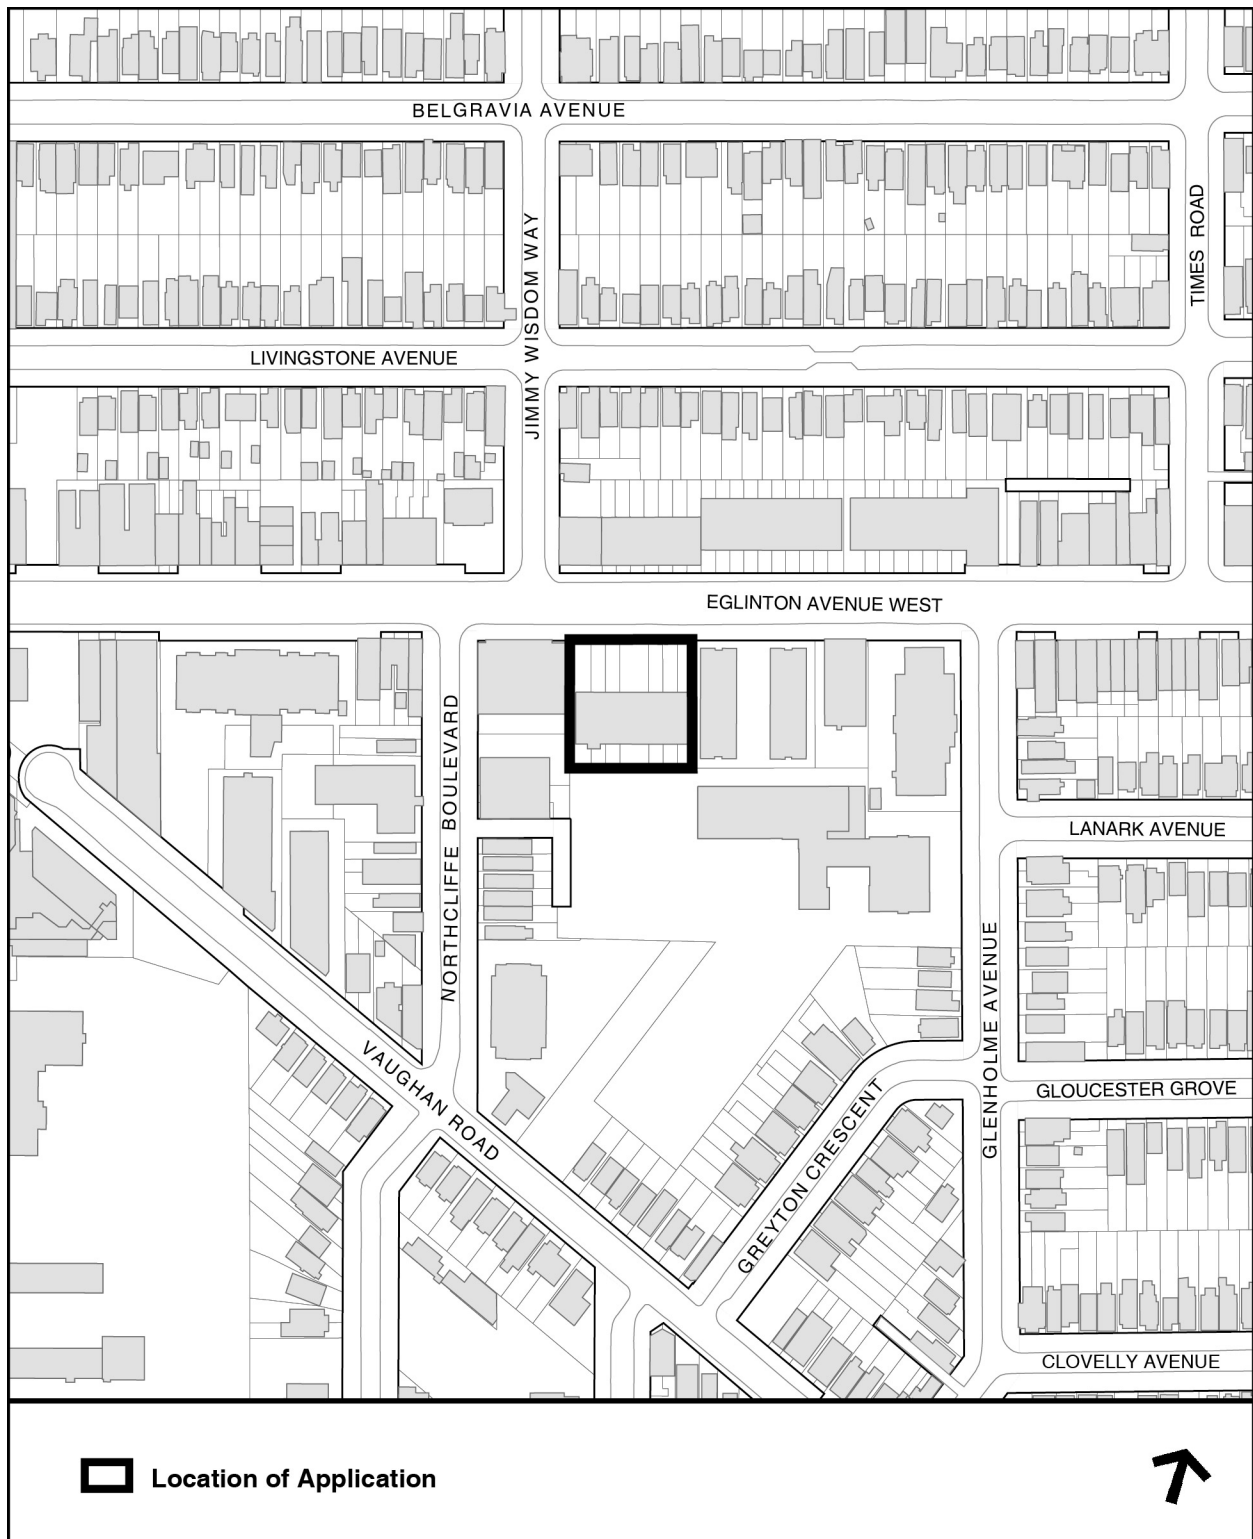 BELGRAVIA AVENUE
JIMMY WISDOM WAY
TIMES ROAD
LIVINGSTONE AVENUE
EGLINTON AVENUE WEST
NORTHCLIFFE BOULEVARD
LANARK AVENUE
GLENHOLME AVENUE
VAUGHAN ROAD
GREYTON CRESCENT
GLOUCESTER GROVE
CLOVELLY AVENUE
Location of Application